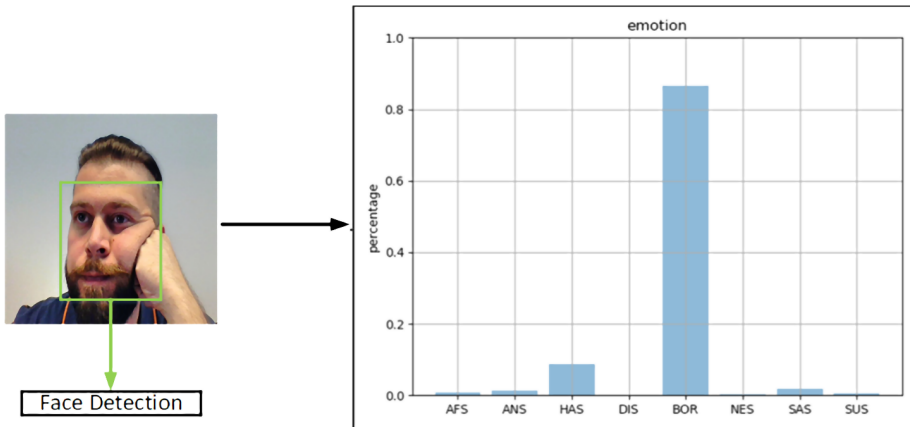 Face Detection
emotion
percentage
1.0
0.8
0.6
0.4
0.2
0.0
AFS ANS HAS DIS BOR NES SAS SUS